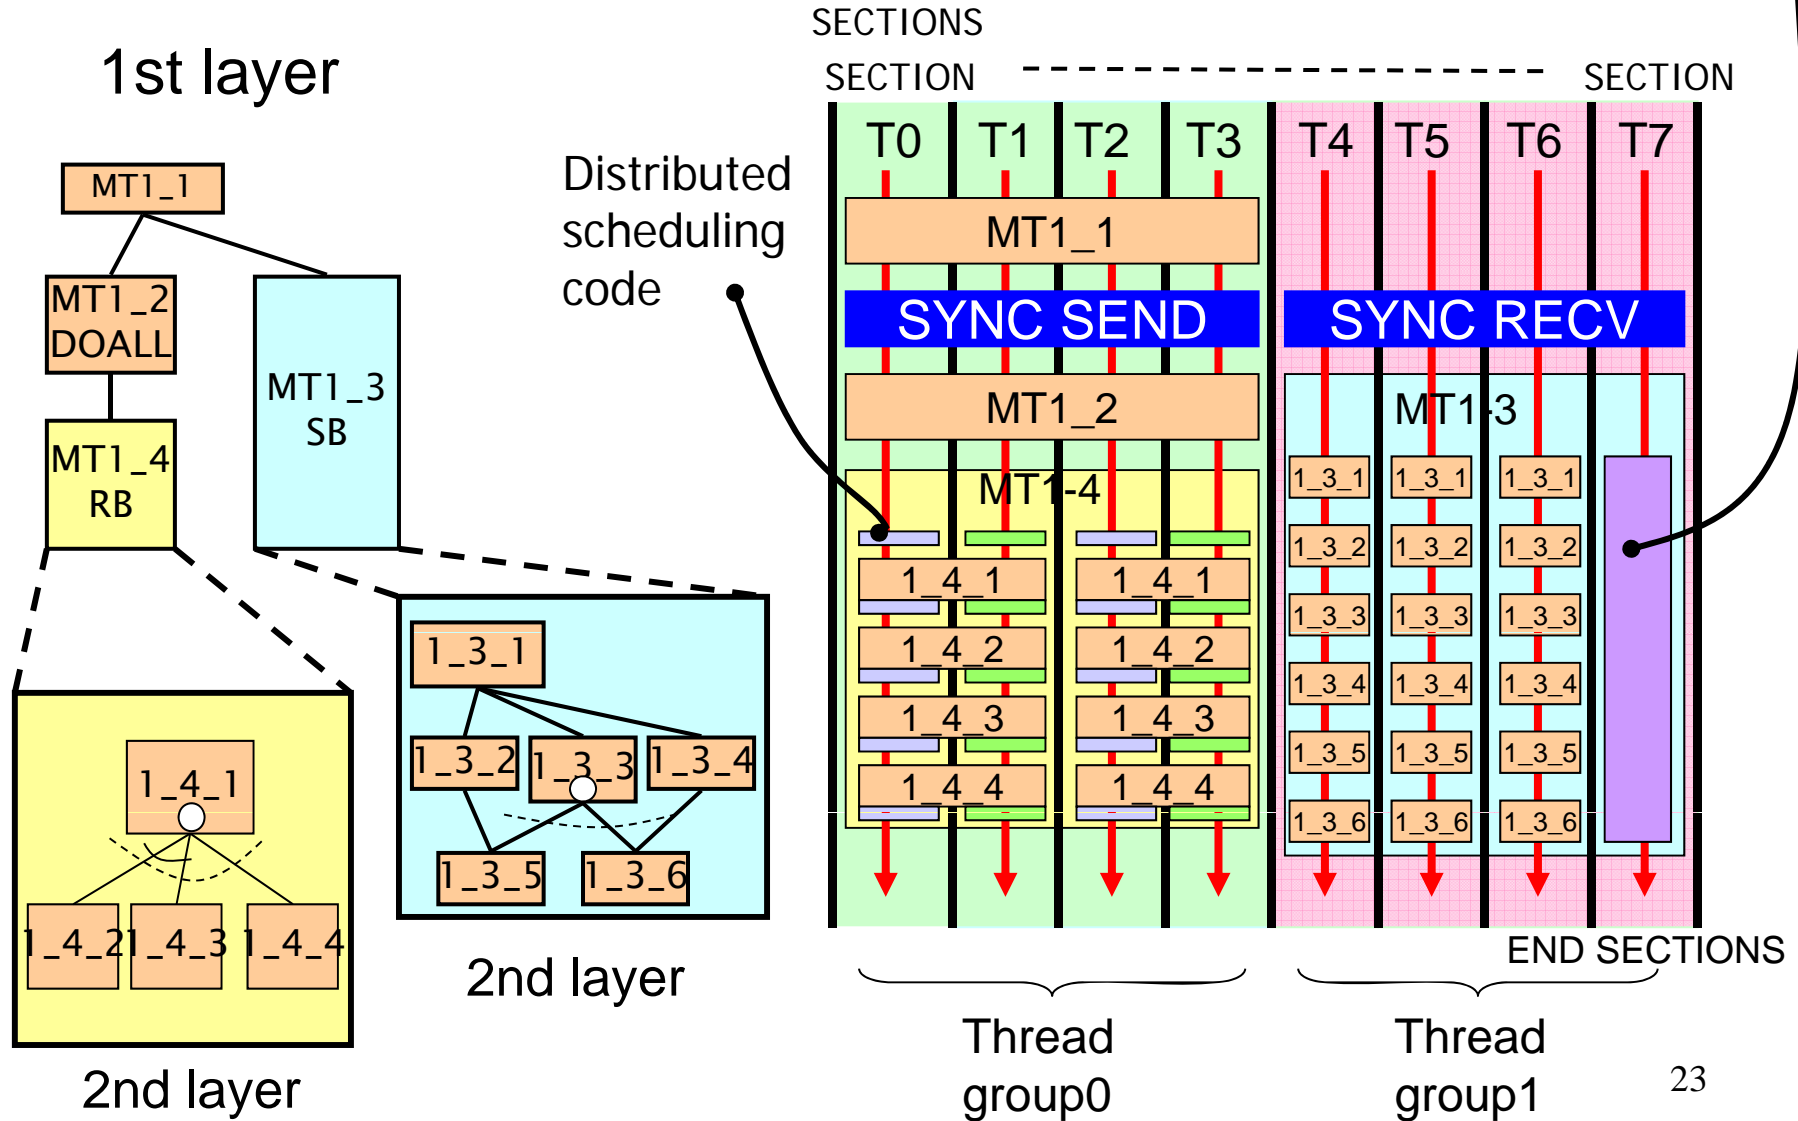 1st layer
MT1_1
MT1_2
DOALL
MT1_3
SB
MT1_4
RB
1_4_1
1_4_2
1_4_3
1_4_4
2nd layer
1_3_1
1_3_2
1_3_3
1_3_4
1_3_5
1_3_6
2nd layer
Distributed
scheduling
code
SECTIONS
SECTION
SECTION
T0 T1 T2 T3 T4 T5 T6 T7
MT1_1
SYNC SEND
SYNC RECV
MT1_2
MT1-3
MT1-4
1_4_1 1_4_1
1_4_2 1_4_2
1_4_3 1_4_3
1_4_4 1_4_4
1_3_1 1_3_1 1_3_1
1_3_2 1_3_2 1_3_2
1_3_3 1_3_3 1_3_3
1_3_4 1_3_4 1_3_4
1_3_5 1_3_5 1_3_5
1_3_6 1_3_6 1_3_6
END SECTIONS
Thread
group0
Thread
group1
23